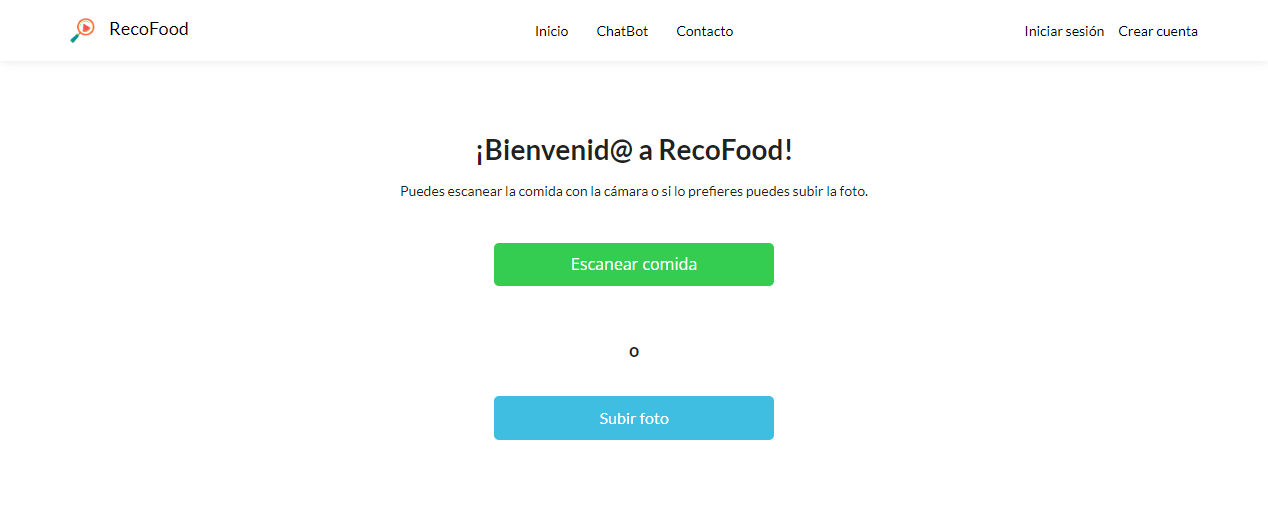 RecoFood
Inicio ChatBot Contacto
Iniciar sesión Crear cuenta
¡Bienvenid@ a RecoFood!
Puedes escanear la comida con la cámara o si lo prefieres puedes subir la foto.
Escanear comida
o
Subir foto